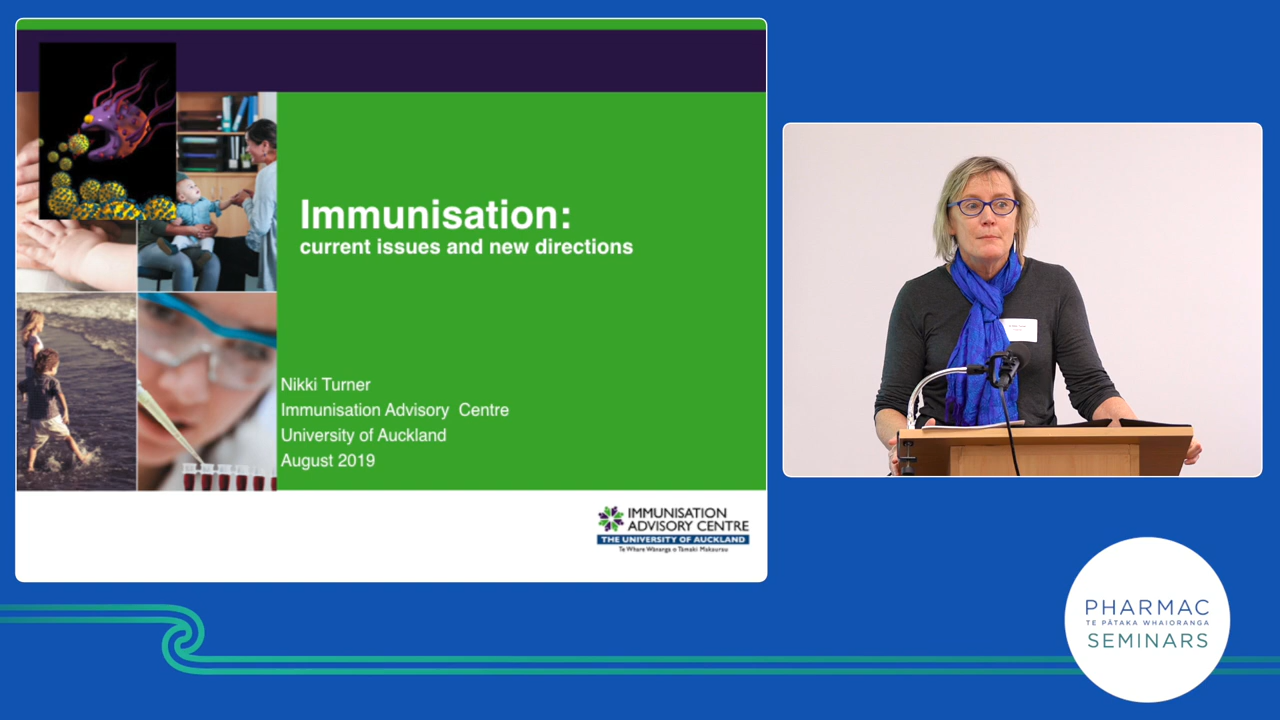 Immunisation:
current issues and new directions
Nikki Turner
Immunisation Advisory Centre
University of Auckland
August 2019
IMMUNISATION
ADVISORY CENTRE
THE UNIVERSITY OF AUCKLAND
Te Whare Wānanga o Tāmaki Makaurau
PHARMAC
TE PĀTAKA WHAIORANGA
SEMINARS